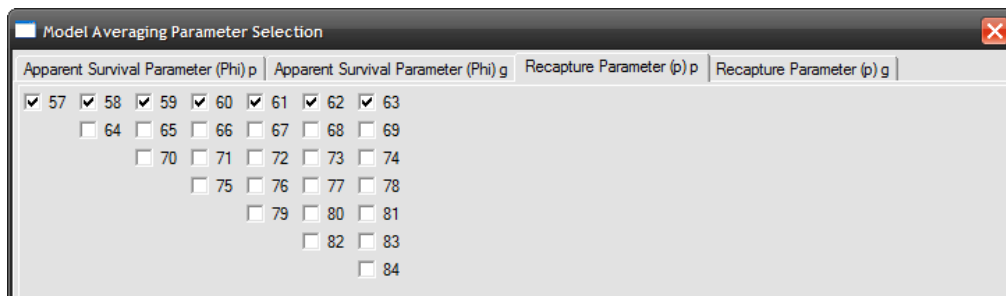 Model Averaging Parameter Selection
Apparent Survival Parameter (Phi) p Apparent Survival Parameter (Phi) g Recapture Parameter (p) p Recapture Parameter (p) g
57 58 59 60 61 62 63
64 65 66 67 68 69
70 71 72 73 74
75 76 77 78
79 80 81
82 83
84